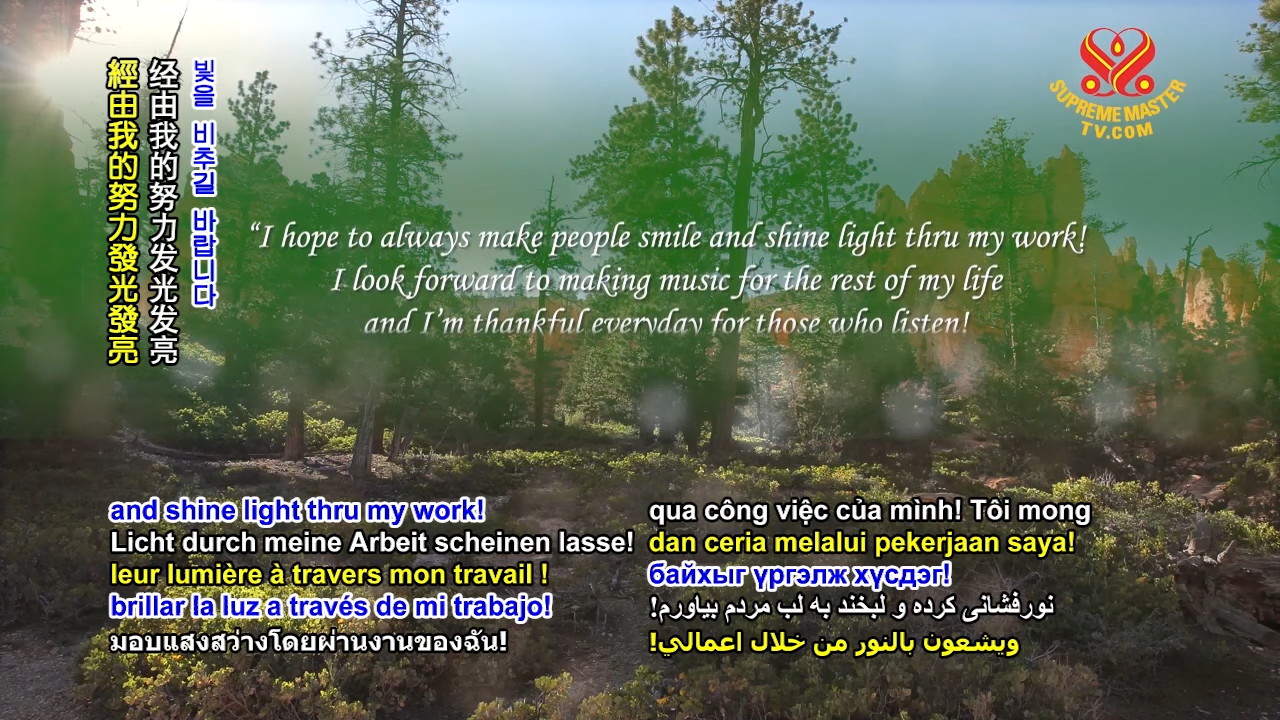 經由我的努力發光發亮
经由我的努力发光发亮
빛을 비추길 바랍니다
SUPREME MASTER
TV.COM
“I hope to always make people smile and shine light thru my work!
I look forward to making music for the rest of my life
and I’m thankful everyday for those who listen!
and shine light thru my work!
Licht durch meine Arbeit scheinen lasse!
leur lumière à travers mon travail !
brillar la luz a través de mi trabajo!
มอบแสงสว่างโดยผ่านงานของฉัน!
qua công việc của mình! Tôi mong
dan ceria melalui pekerjaan saya!
байхыг үргэлж хүсдэг!
نورفشانی کرده و لبخند به لب مردم بیاورم!
ويشعون بالنور من خلال اعمالي!